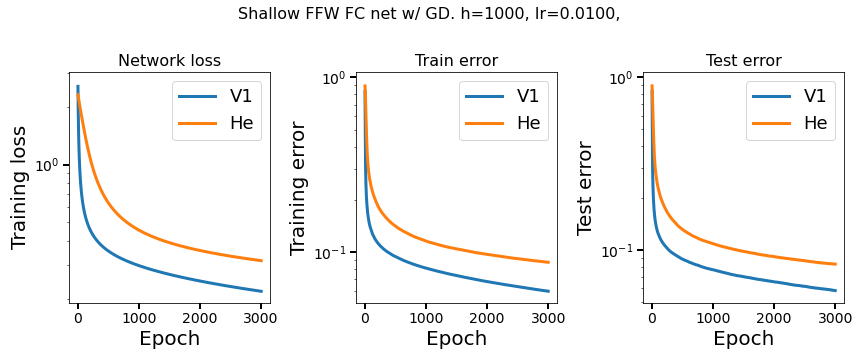 Shallow FFW FC net w/ GD. h=1000, lr=0.0100,
Network loss
Training loss
10⁰
V1
He
0 1000 2000 3000
Epoch
Train error
Training error
10⁰
10⁻¹
V1
He
0 1000 2000 3000
Epoch
Test error
Test error
10⁰
10⁻¹
V1
He
0 1000 2000 3000
Epoch